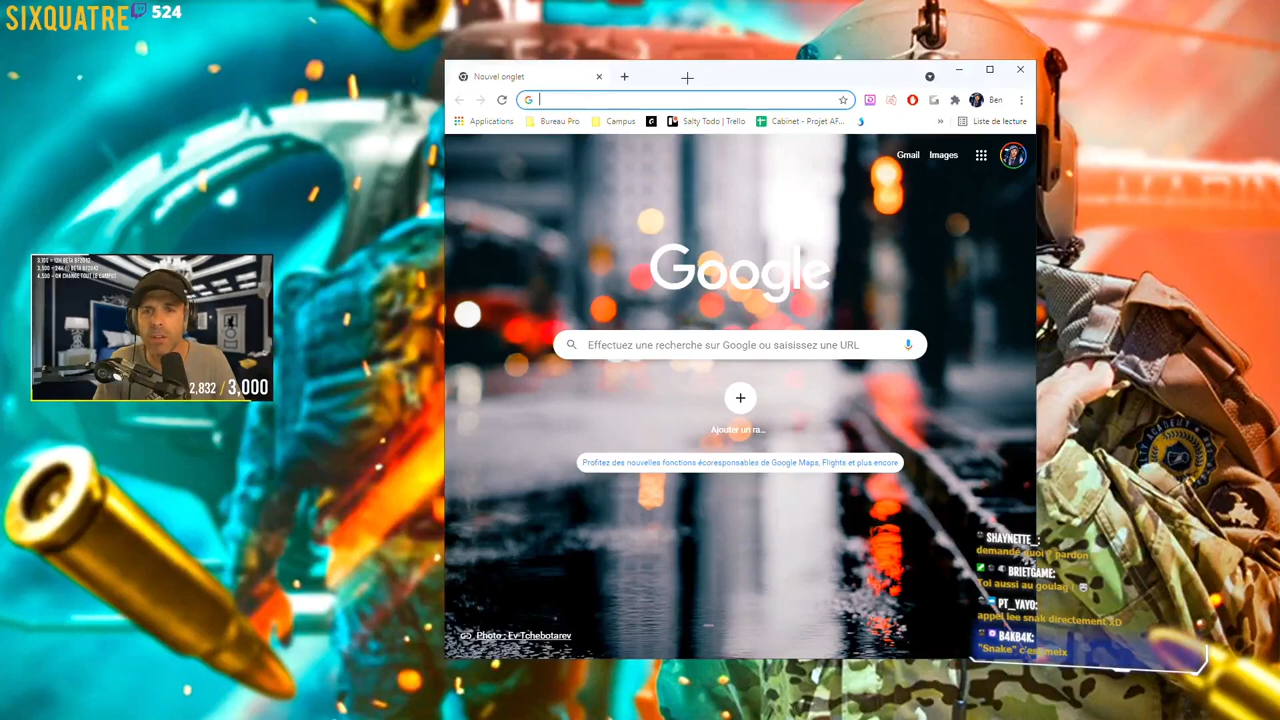 SIXQUATRE 524
Nouvel onglet
Ben
Applications Bureau Pro Campus Salty Todo | Trello Cabinet - Projet AF... » Liste de lecture
Gmail Images
Google
Effectuez une recherche sur Google ou saisissez une URL
Ajouter un ra...
Profitez des nouvelles fonctions écoresponsables de Google Maps, Flights et plus encore
Photo : Ev Tchebotarev
2,832 / 3,000
SHAYNETTE_:
demande quoi ? pardon
BRIETGAME:
Toi aussi au goulag !
PT_YAYO:
appel lee snak directement xD
B4KB4K:
"Snake" c'est meix